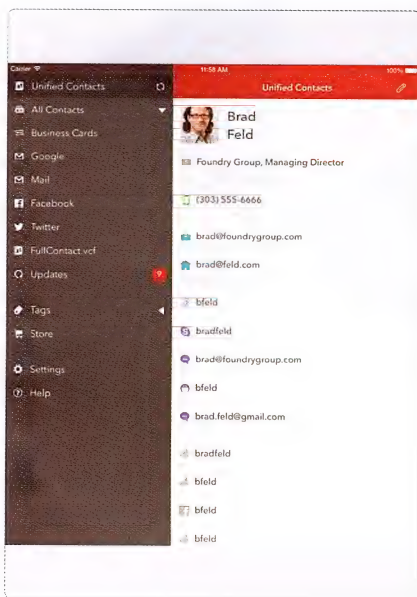 Carrier
11:58 AM
100%
Unified Contacts
All Contacts
Business Cards
Google
Mail
Facebook
Twitter
FullContact.vcf
Updates
9
Tags
Store
Settings
Help
Unified Contacts
Brad
Feld
Foundry Group, Managing Director
(303) 555-6666
brad@foundrygroup.com
brad@feld.com
bfeld
bradfeld
brad@foundrygroup.com
bfeld
brad.feld@gmail.com
bradfeld
bfeld
bfeld
bfeld